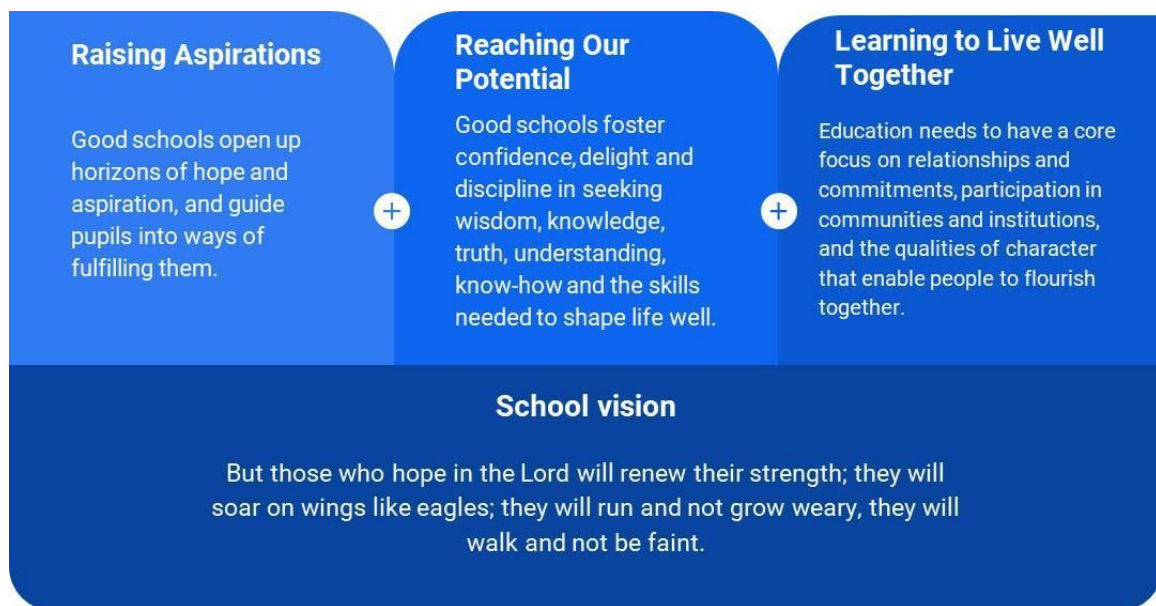 Raising Aspirations
Good schools open up
horizons of hope and
aspiration, and guide
pupils into ways of
fulfilling them.
Reaching Our
Potential
Good schools foster
confidence, delight and
discipline in seeking
wisdom, knowledge,
truth, understanding,
know-how and the skills
needed to shape life well.
Learning to Live Well
Together
Education needs to have a core
focus on relationships and
commitments, participation in
communities and institutions,
and the qualities of character
that enable people to flourish
together.
School vision
But those who hope in the Lord will renew their strength; they will
soar on wings like eagles; they will run and not grow weary, they will
walk and not be faint.